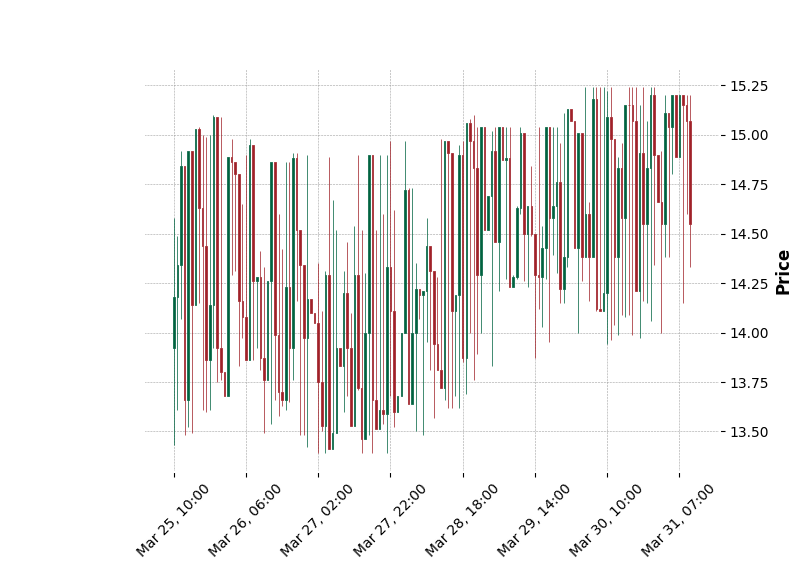 15.25
15.00
14.75
14.50
14.25
14.00
13.75
13.50
Price
Mar 25, 10:00
Mar 26, 06:00
Mar 27, 02:00
Mar 27, 22:00
Mar 28, 18:00
Mar 29, 14:00
Mar 30, 10:00
Mar 31, 07:00